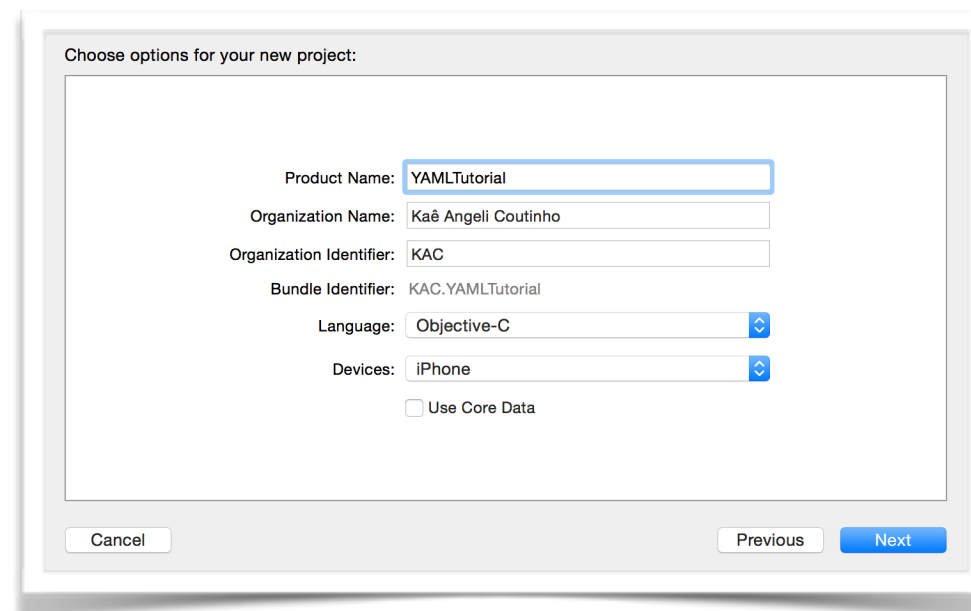 Choose options for your new project:
Product Name: YAMLTutorial
Organization Name: Kaê Angeli Coutinho
Organization Identifier: KAC
Bundle Identifier: KAC.YAMLTutorial
Language: Objective-C
Devices: iPhone
Use Core Data
Cancel Previous Next